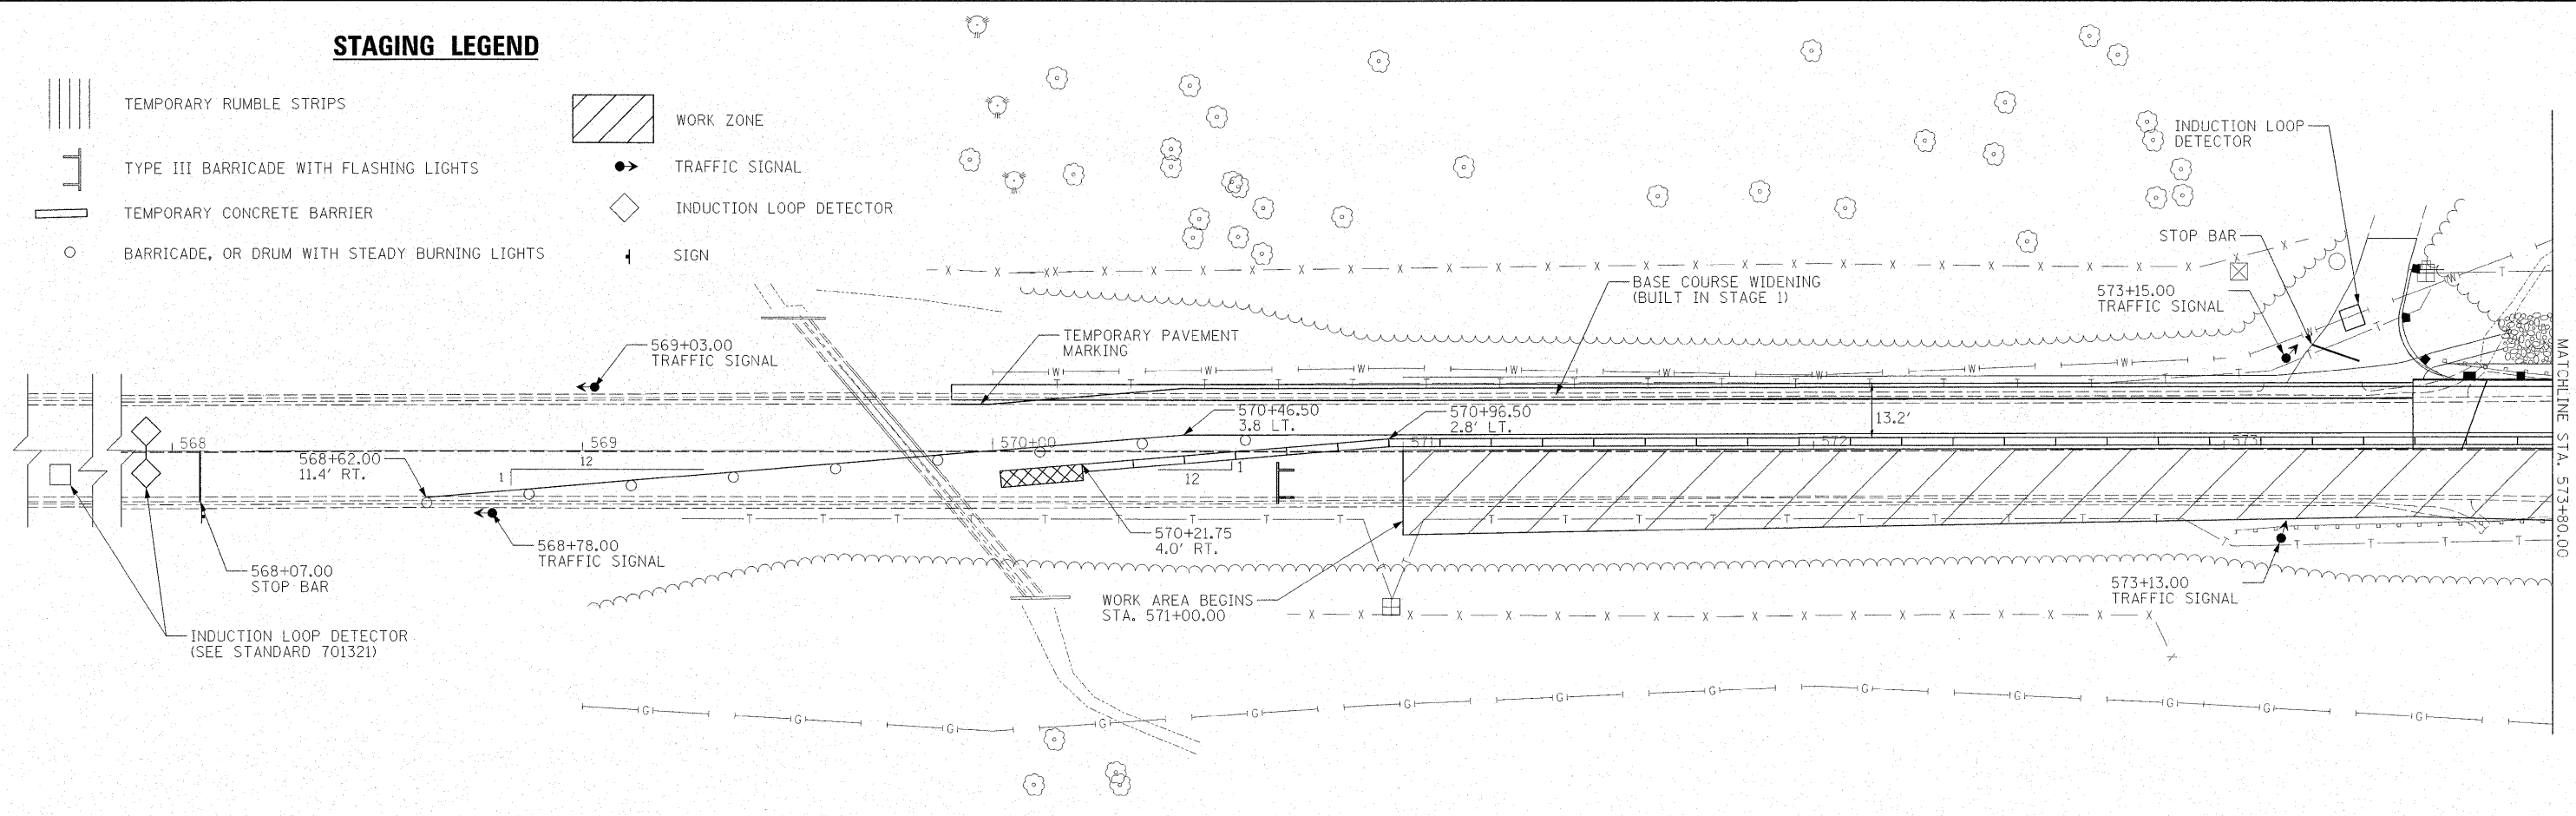 STAGING LEGEND
TEMPORARY RUMBLE STRIPS
TYPE III BARRICADE WITH FLASHING LIGHTS
TEMPORARY CONCRETE BARRIER
BARRICADE, OR DRUM WITH STEADY BURNING LIGHTS
WORK ZONE
TRAFFIC SIGNAL
INDUCTION LOOP DETECTOR
SIGN
INDUCTION LOOP
DETECTOR
STOP BAR
573+15.00
TRAFFIC SIGNAL
BASE COURSE WIDENING
(BUILT IN STAGE 1)
TEMPORARY PAVEMENT
MARKING
569+03.00
TRAFFIC SIGNAL
570+46.50
3.8 LT.
570+96.50
2.8' LT.
13.2'
568
569
570+00
571
572
573
568+62.00
11.4' RT.
12
1
12
1
570+21.75
4.0' RT.
568+78.00
TRAFFIC SIGNAL
568+07.00
STOP BAR
WORK AREA BEGINS
STA. 571+00.00
573+13.00
TRAFFIC SIGNAL
INDUCTION LOOP DETECTOR
(SEE STANDARD 701321)
MATCHLINE STA. 573+80.00